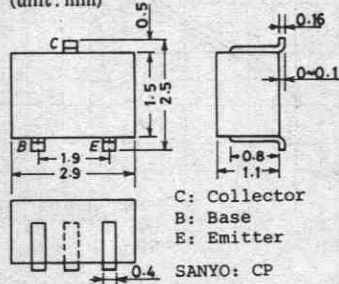 (unit: mm)
0.5
C
0.16
0~0.1
1.5
2.5
B
E
1.9
2.9
0.8
1.1
C: Collector
B: Base
E: Emitter
0.4
SANYO: CP